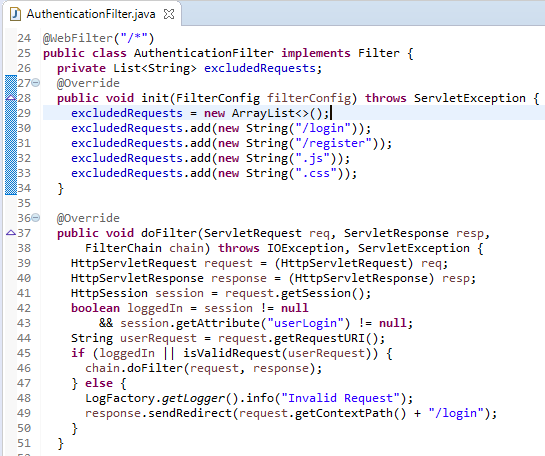 AuthenticationFilter.java
24 @WebFilter("/*")
25 public class AuthenticationFilter implements Filter {
26 private List<String> excludedRequests;
27 @Override
28 public void init(FilterConfig filterConfig) throws ServletException {
29 excludedRequests = new ArrayList<>();
30 excludedRequests.add(new String("/login"));
31 excludedRequests.add(new String("/register"));
32 excludedRequests.add(new String(".js"));
33 excludedRequests.add(new String(".css"));
34 }
35
36 @Override
37 public void doFilter(ServletRequest req, ServletResponse resp,
38 FilterChain chain) throws IOException, ServletException {
39 HttpServletRequest request = (HttpServletRequest) req;
40 HttpServletResponse response = (HttpServletResponse) resp;
41 HttpSession session = request.getSession();
42 boolean loggedIn = session != null
43 && session.getAttribute("userLogin") != null;
44 String userRequest = request.getRequestURI();
45 if (loggedIn || isValidRequest(userRequest)) {
46 chain.doFilter(request, response);
47 } else {
48 LogFactory.getLogger().info("Invalid Request");
49 response.sendRedirect(request.getContextPath() + "/login");
50 }
51 }